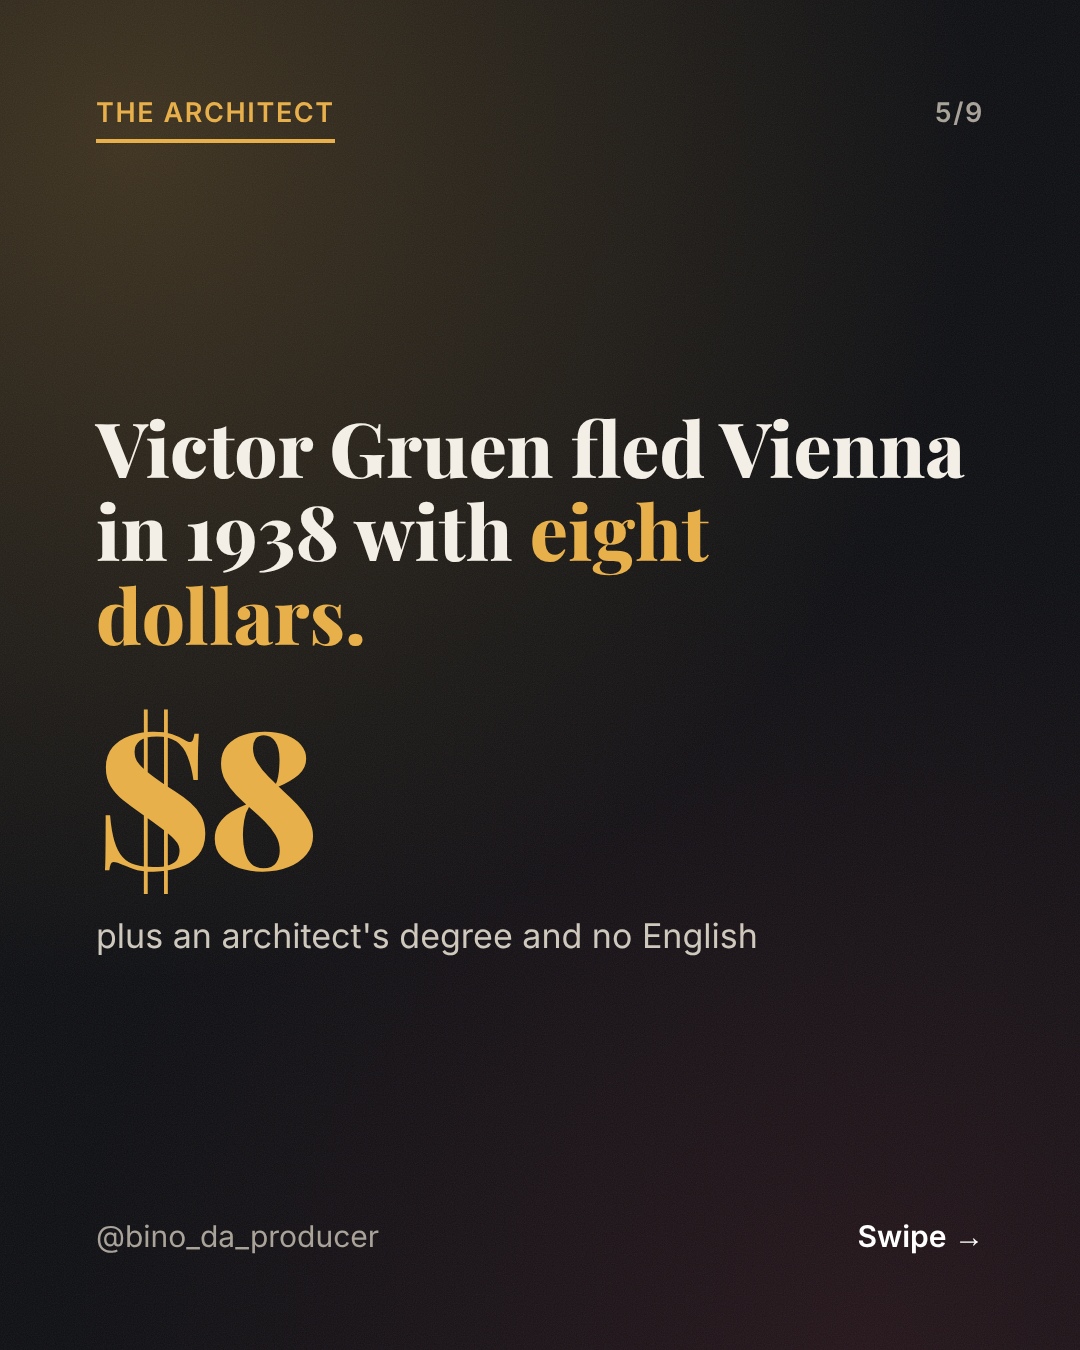 THE ARCHITECT
5/9
Victor Gruen fled Vienna
in 1938 with eight
dollars.
$8
plus an architect's degree and no English
@bino_da_producer
Swipe →